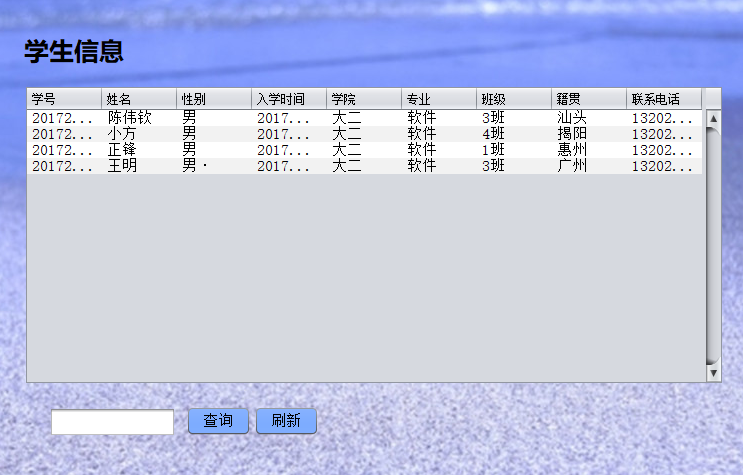 学生信息
学号 姓名 性别 入学时间 学院 专业 班级 籍贯 联系电话
20172... 陈伟钦 男 2017... 大二 软件 3班 汕头 13202...
20172... 小方 男 2017... 大二 软件 4班 揭阳 13202...
20172... 正锋 男 2017... 大二 软件 1班 惠州 13202...
20172... 王明 男· 2017... 大二 软件 3班 广州 13202...
查询 刷新